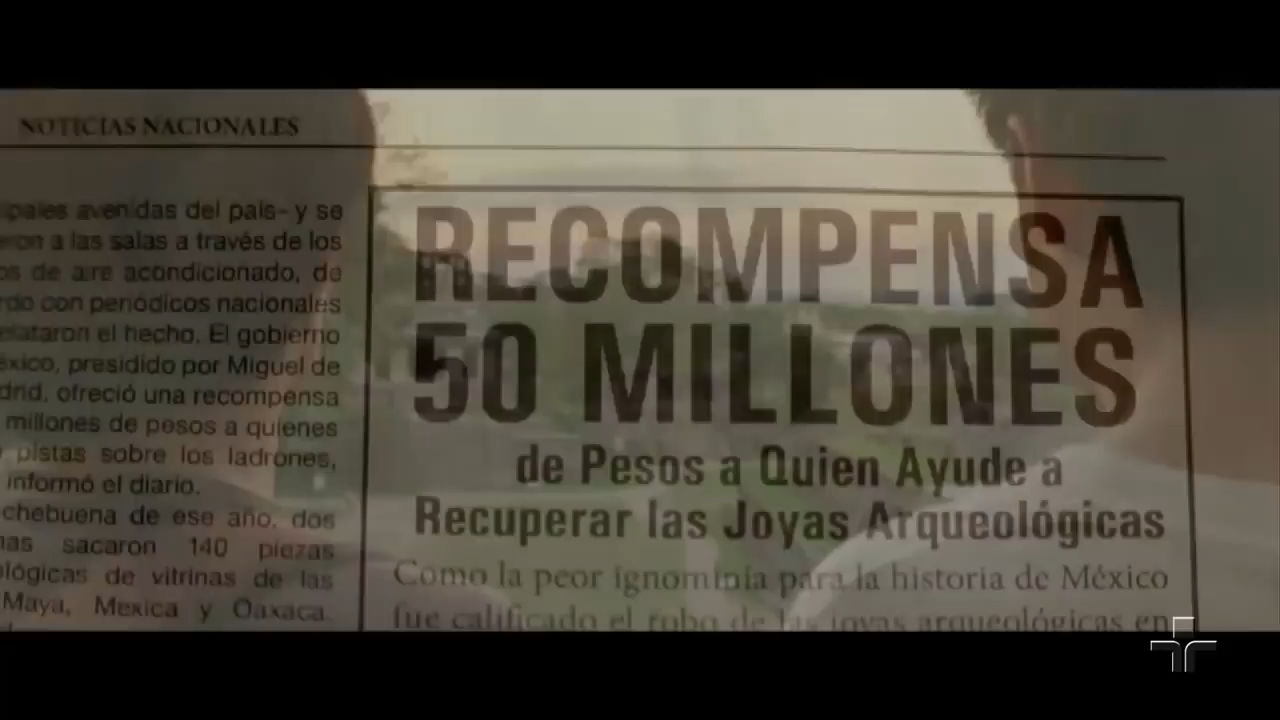 NOTICIAS NACIONALES
avenidas del país- y se
a las salas a través de los
de aire acondicionado, de
con periódicos nacionales
el hecho. El gobierno
presidido por Miguel de
ofreció una recompensa
millones de pesos a quienes
pistas sobre los ladrones,
informó el diario.
de ese año, dos
sacaron 140 piezas
de vitrinas de las
Maya, Mexica y Oaxaca.
RECOMPENSA
50 MILLONES
de Pesos a Quien Ayude a
Recuperar las Joyas Arqueológicas
Como la peor ignominia para la historia de México
fue calificado el robo de las joyas arqueológicas en